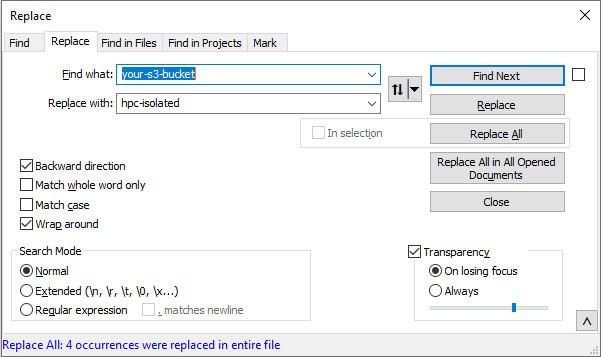 Replace
Find
Replace
Find in Files
Find in Projects
Mark
Find what: your-s3-bucket
Find Next
Replace with: hpc-isolated
Replace
In selection
Replace All
Backward direction
Replace All in All Opened
Documents
Match whole word only
Match case
Close
Wrap around
Search Mode
Transparency
Normal
On losing focus
Extended (\n, \r, \t, \0, \x...)
Always
Regular expression
. matches newline
Replace All: 4 occurrences were replaced in entire file